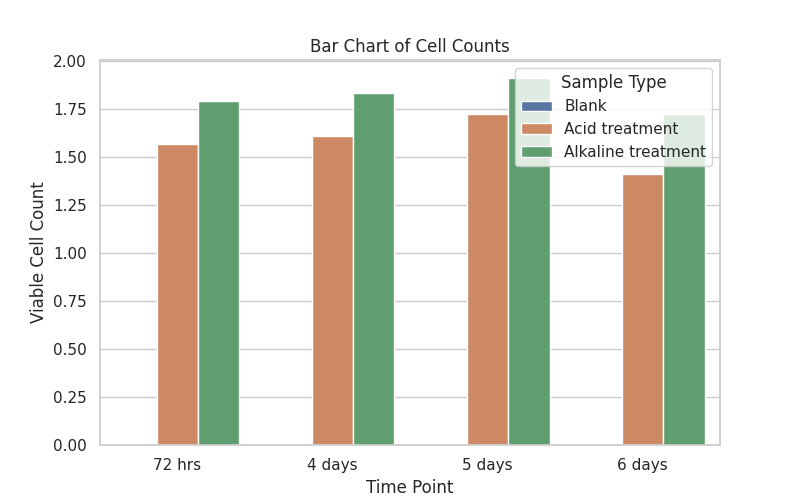 Bar Chart of Cell Counts
2.00
1.75
1.50
1.25
1.00
0.75
0.50
0.25
0.00
Viable Cell Count
Sample Type
Blank
Acid treatment
Alkaline treatment
72 hrs
4 days
5 days
6 days
Time Point